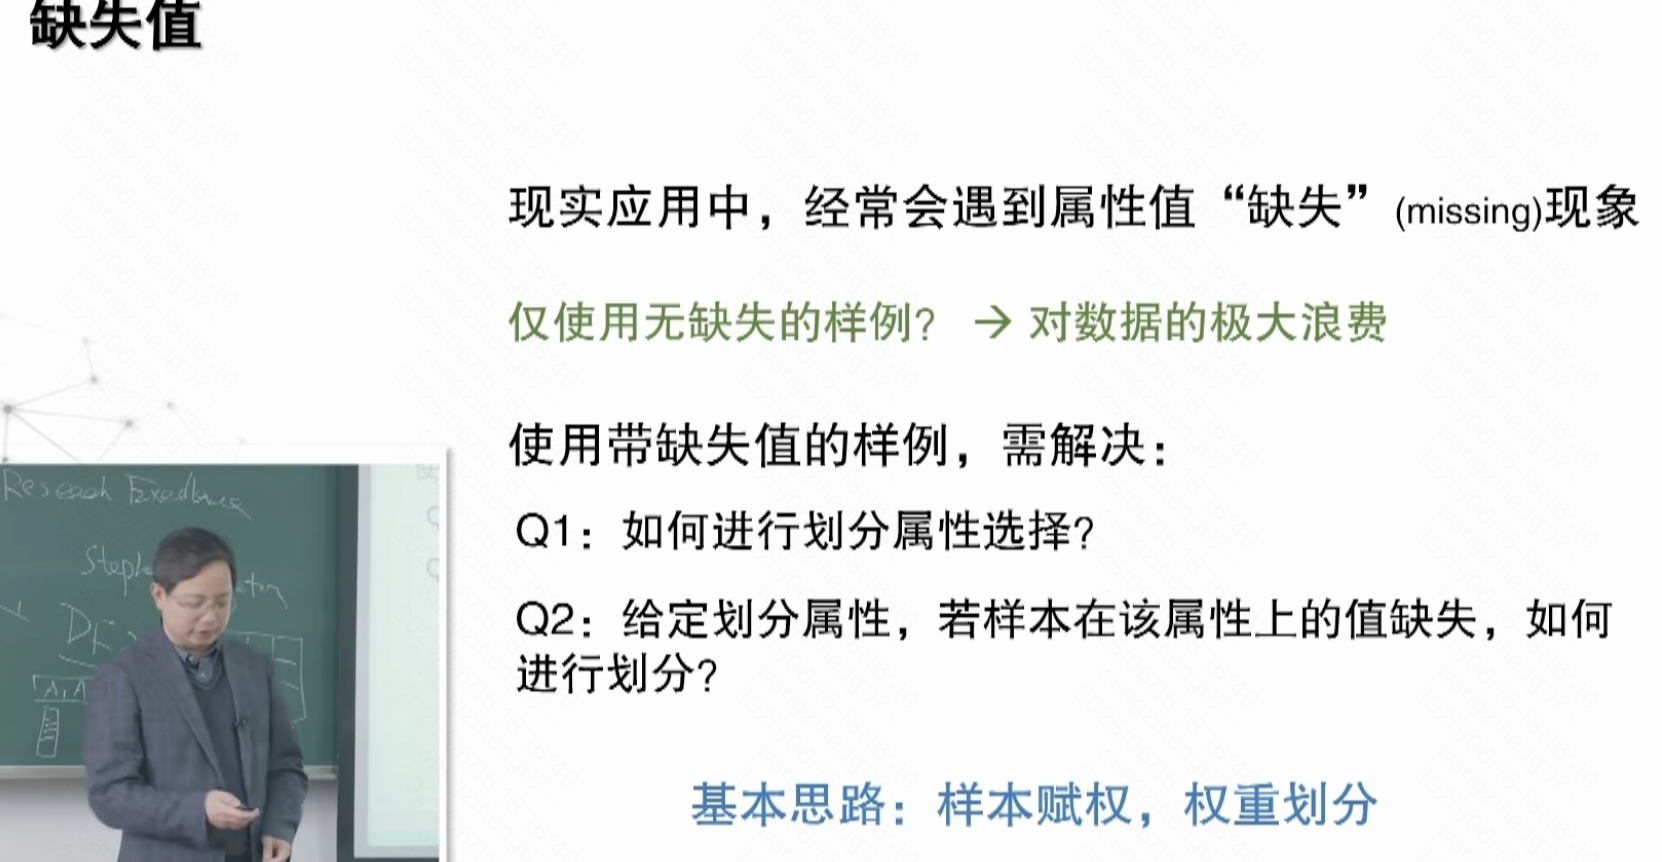 缺失值
现实应用中，经常会遇到属性值“缺失”(missing)现象
仅使用无缺失的样例？ → 对数据的极大浪费
使用带缺失值的样例，需解决：
Q1：如何进行划分属性选择？
Q2：给定划分属性，若样本在该属性上的值缺失，如何
进行划分？
基本思路：样本赋权，权重划分